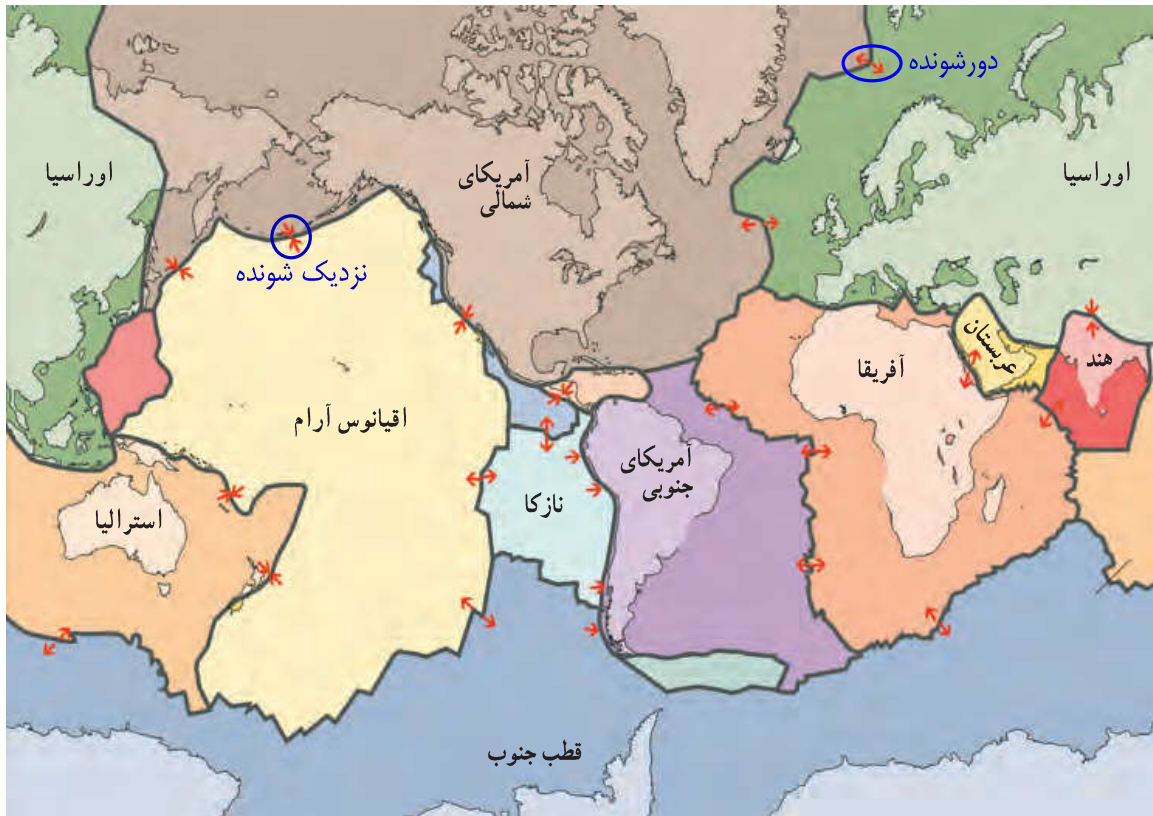 دورشونده
اوراسیا
آمریکای
شمالی
اوراسیا
نزدیک شونده
عربستان
هند
آفریقا
اقیانوس آرام
آمریکای
جنوبی
نازکا
استرالیا
قطب جنوب